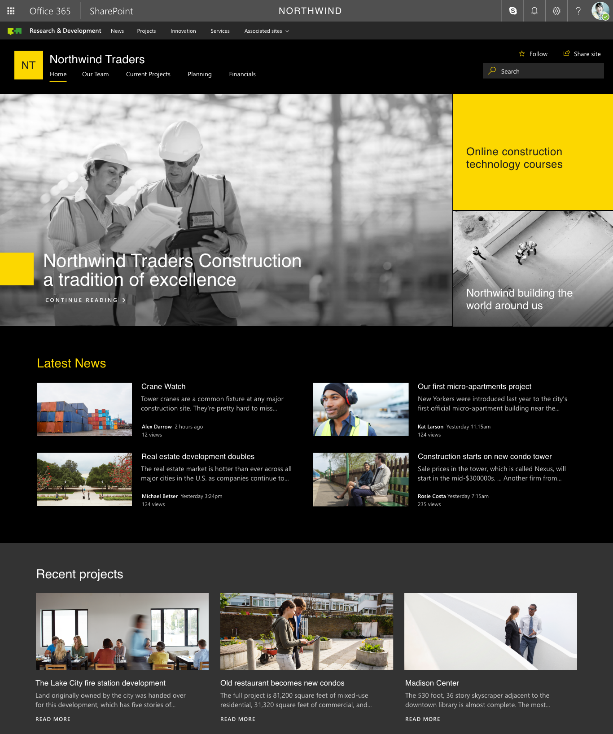 Office 365
SharePoint
NORTHWIND
?
Research & Development
News
Projects
Innovation
Services
Associated sites
NT
Northwind Traders
Home
Our Team
Current Projects
Planning
Financials
Follow
Share site
Search
Northwind Traders Construction
a tradition of excellence
CONTINUE READING
Online construction
technology courses
Northwind building the
world around us
Latest News
Crane Watch
Tower cranes are a common fixture at any major
construction site. They're pretty hard to miss...
Alex Darrow 2 hours ago
12 views
Our first micro-apartments project
New Yorkers were introduced last year to the city's
first official micro-apartment building near the...
Kat Larson Yesterday 11:15am
124 views
Real estate development doubles
The real estate market is hotter than ever across all
major cities in the U.S. as companies continue to...
Michael Betser Yesterday 3:24pm
134 views
Construction starts on new condo tower
Sale prices in the tower, which is called Nexus, will
start in the mid-$300000s. ... Another firm from...
Rosie Costa Yesterday 7:15am
235 views
Recent projects
The Lake City fire station development
Land originally owned by the city was handed over
for this development, which has five stories of...
READ MORE
Old restaurant becomes new condos
The full project is 81,200 square feet of mixed-use
residential, 31,320 square feet of commercial, and...
READ MORE
Madison Center
The 530 foot, 36 story skyscraper adjacent to the
downtown library is almost complete. The most...
READ MORE